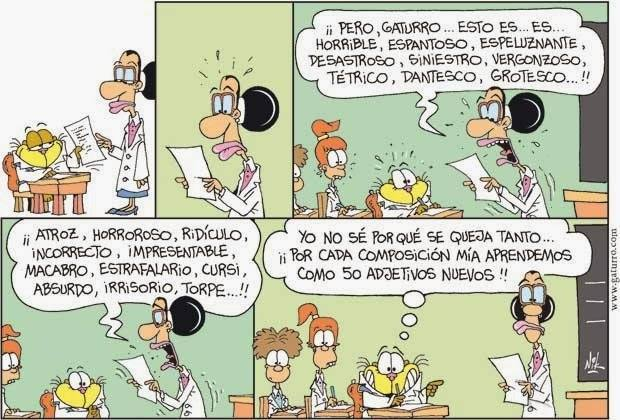 ¡¡ PERO, GATURRO... ESTO ES... ES...
HORRIBLE, ESPANTOSO, ESPELUZNANTE,
DESASTROSO, SINIESTRO, VERGONZOSO,
TÉTRICO, DANTESCO, GROTESCO...!!
¡¡ ATROZ, HORROROSO, RIDÍCULO,
INCORRECTO, IMPRESENTABLE,
MACABRO, ESTRAFALARIO, CURSI,
ABSURDO, IRRISORIO, TORPE...!!
YO NO SÉ POR QUÉ SE QUEJA TANTO...
¡¡ POR CADA COMPOSICIÓN MÍA APRENDEMOS
COMO 50 ADJETIVOS NUEVOS !!
NIK
www.gaturro.com